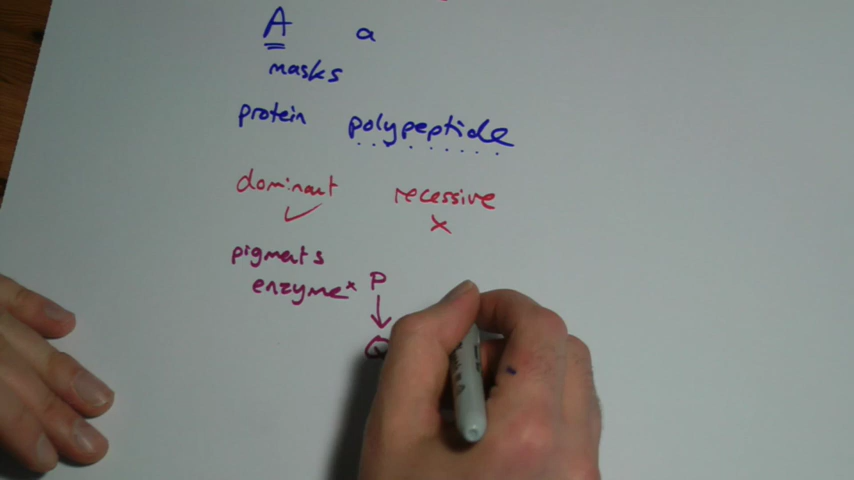 A a
masks
protein polypeptide
dominant recessive
✓ x
pigments
enzyme* P
↓
Q